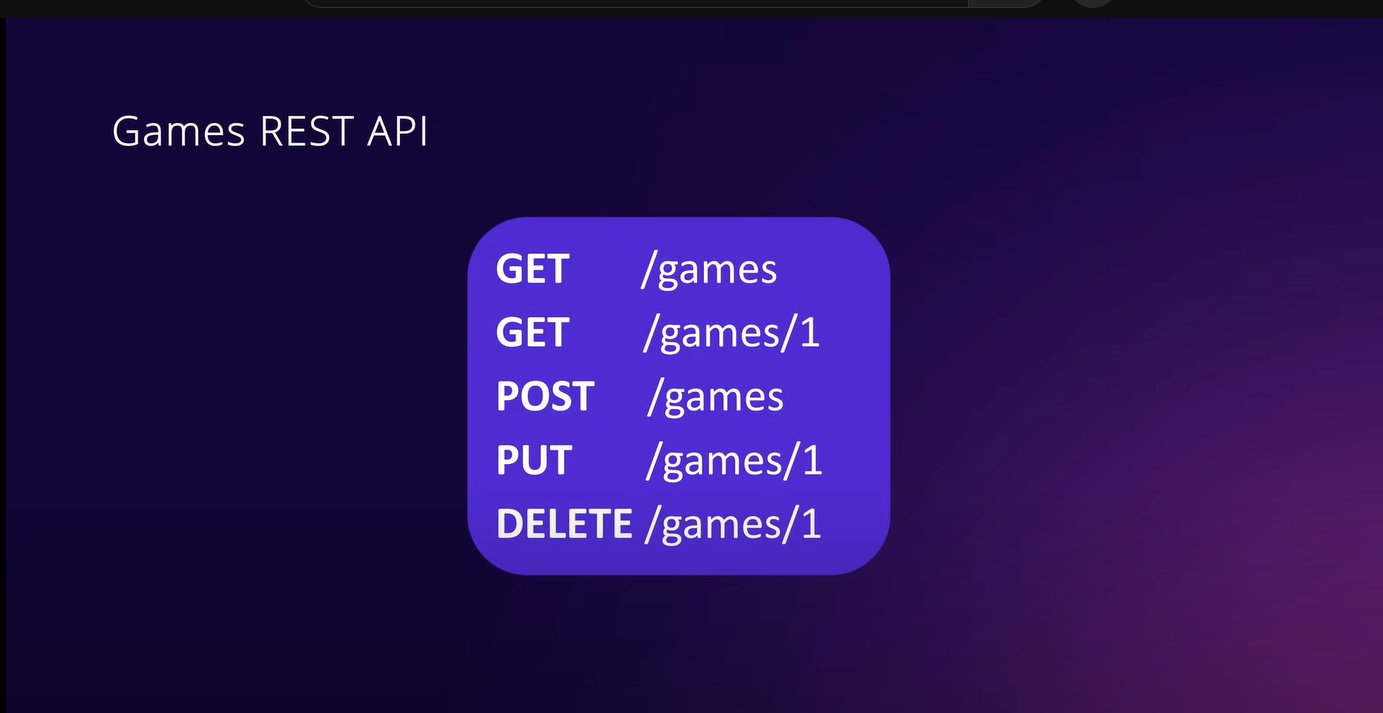 Games REST API
GET /games
GET /games/1
POST /games
PUT /games/1
DELETE /games/1